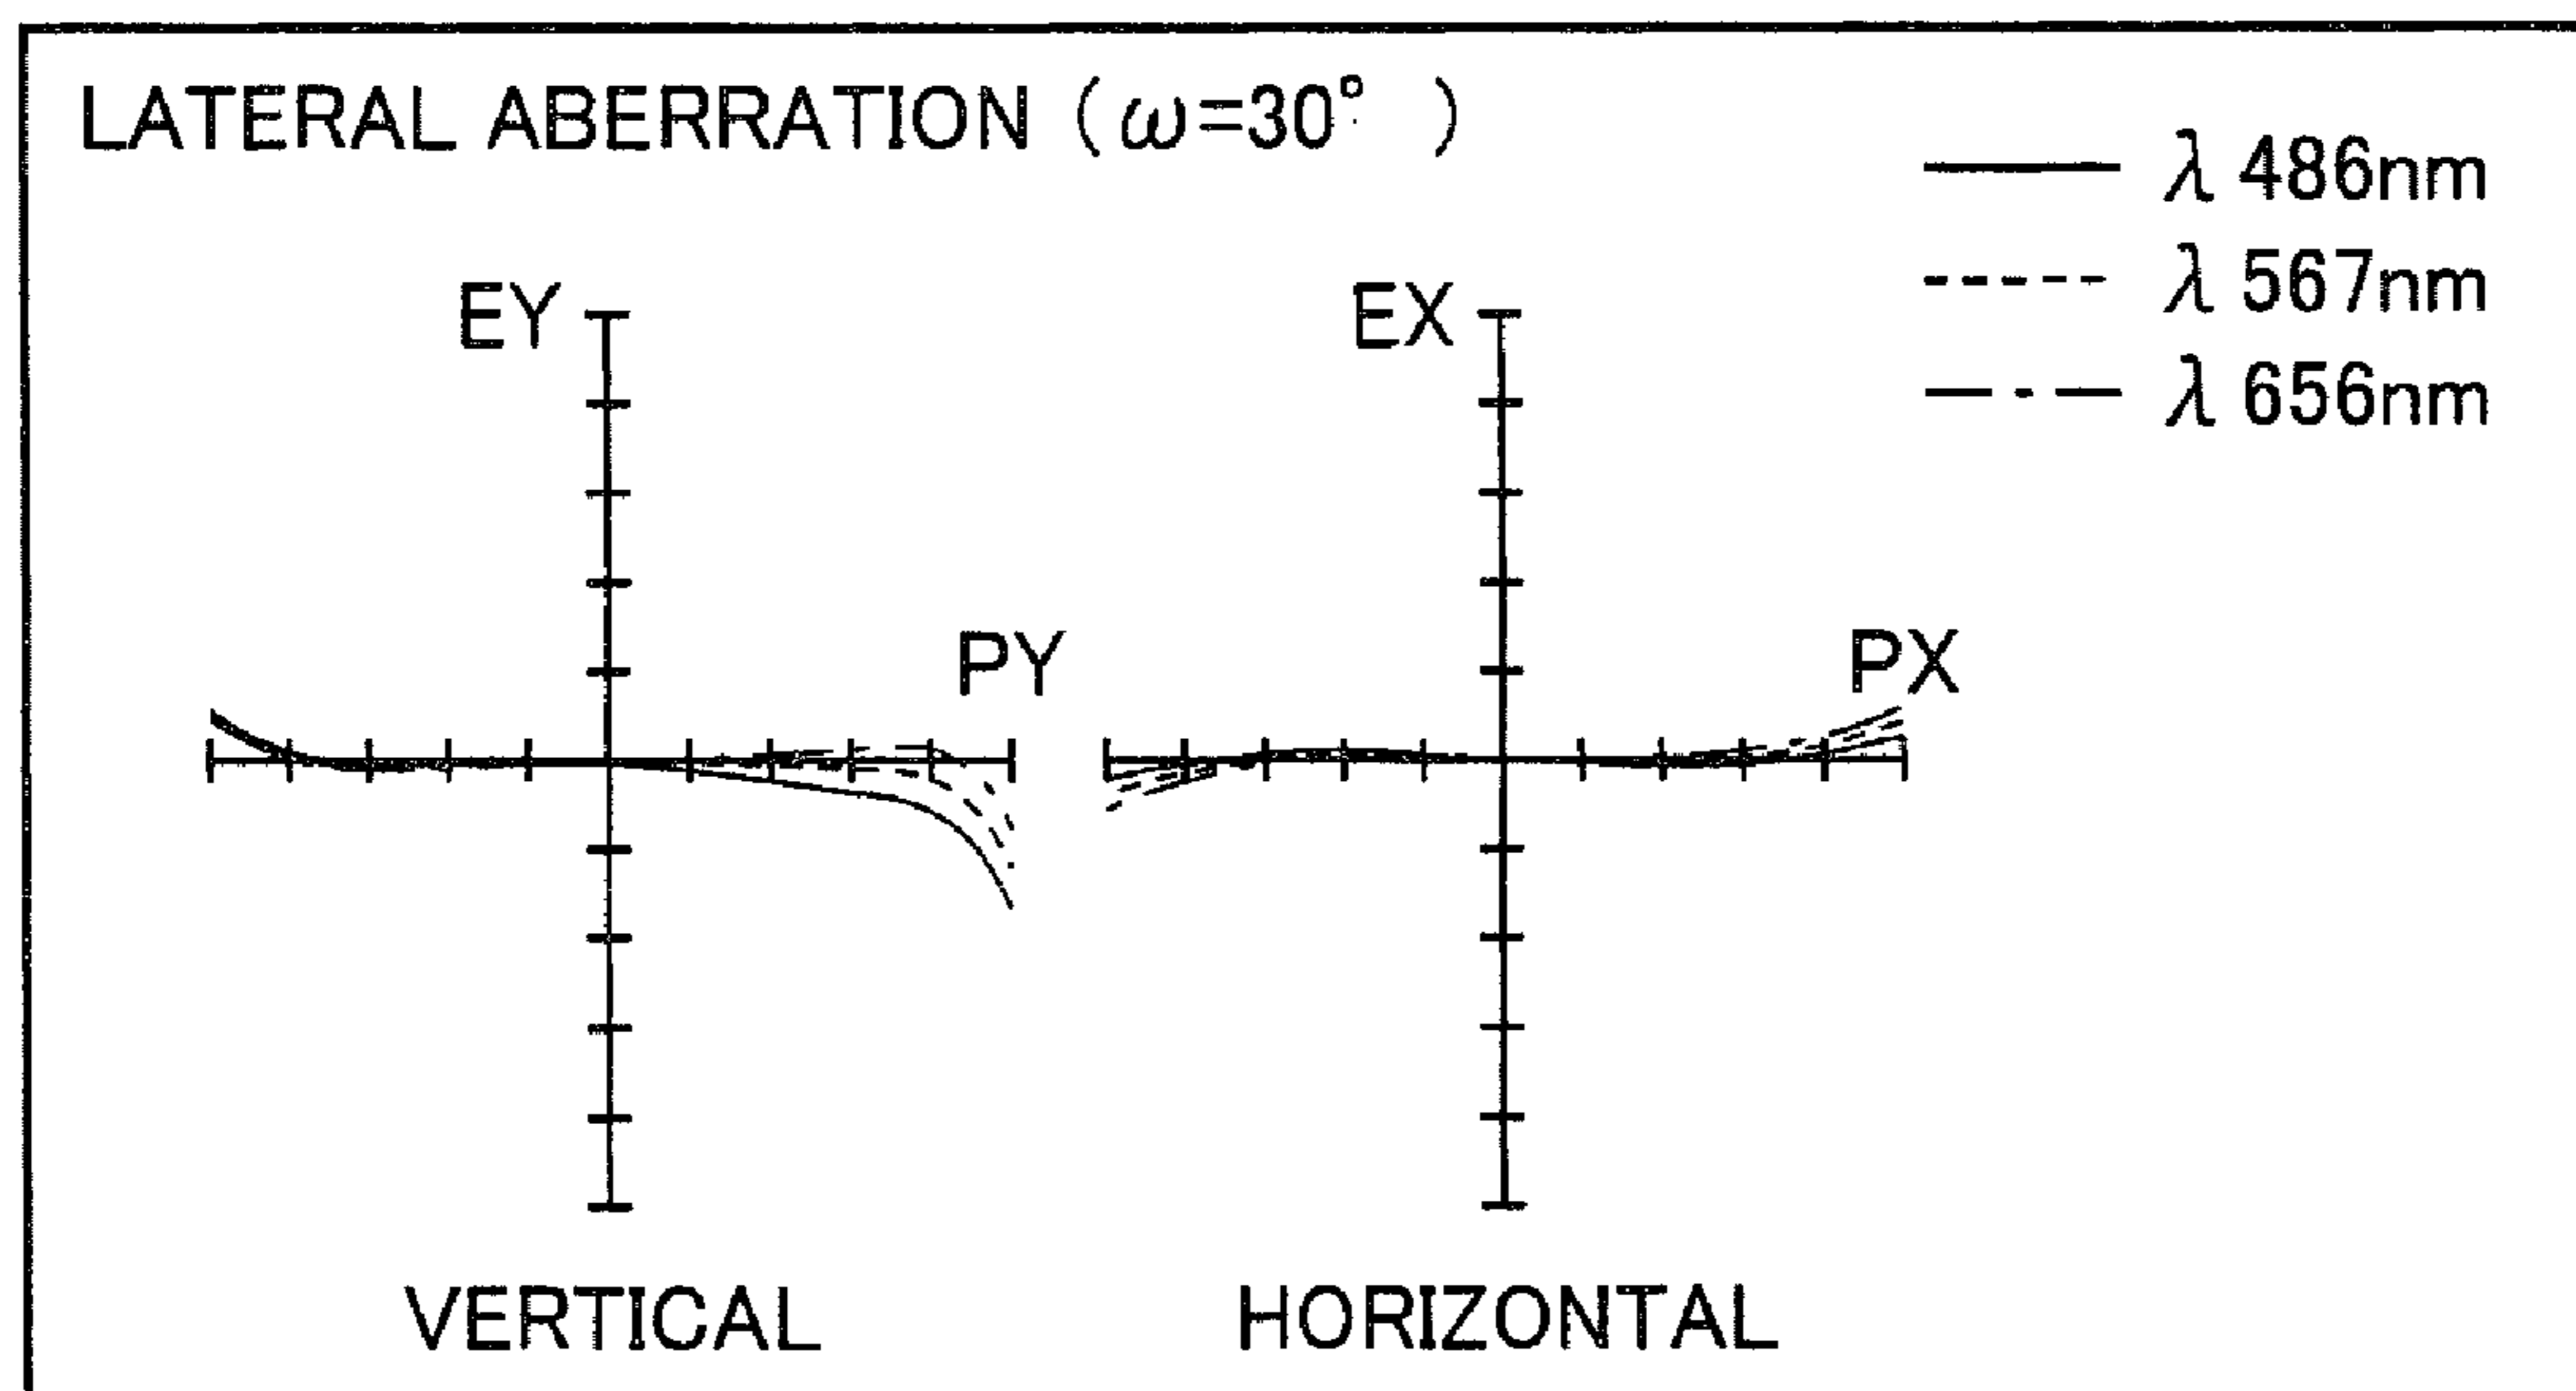 LATERAL ABERRATION (ω=30°)
λ 486nm
λ 567nm
λ 656nm
EY
EX
PY
PX
VERTICAL
HORIZONTAL